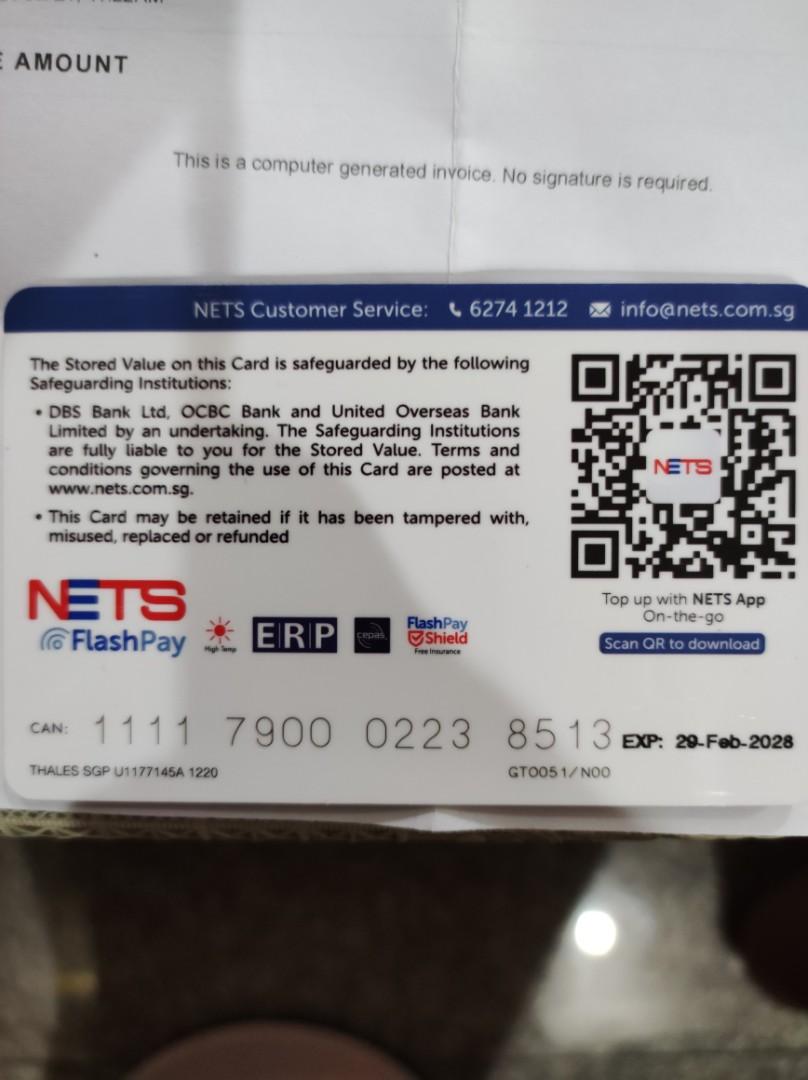 E AMOUNT
This is a computer generated invoice. No signature is required.
NETS Customer Service: 6274 1212 info@nets.com.sg
The Stored Value on this Card is safeguarded by the following
Safeguarding Institutions:
• DBS Bank Ltd, OCBC Bank and United Overseas Bank
Limited by an undertaking. The Safeguarding Institutions
are fully liable to you for the Stored Value. Terms and
conditions governing the use of this Card are posted at
www.nets.com.sg.
• This Card may be retained if it has been tampered with,
misused, replaced or refunded
NETS
Top up with NETS App
On-the-go
Scan QR to download
NETS
FlashPay
High Temp
ERP
cepas
FlashPay
Shield
Free Insurance
CAN: 1111 7900 0223 8513 EXP: 29-Feb-2028
THALES SGP U1177145A 1220
GT0051/N00